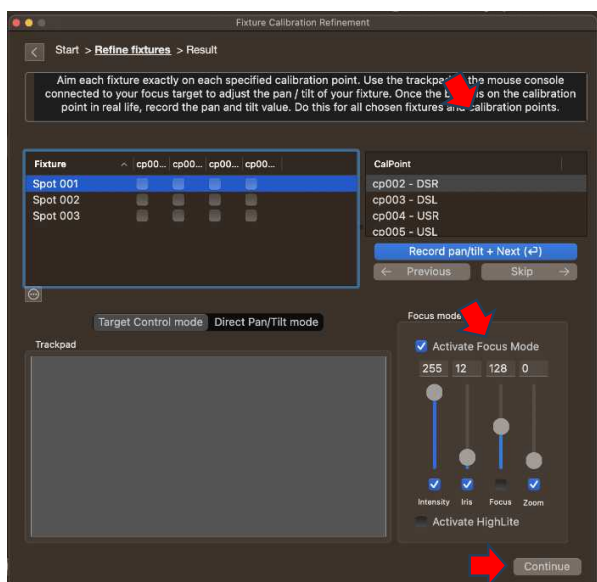 Fixture Calibration Refinement
Start > Refine fixtures > Result
Aim each fixture exactly on each specified calibration point. Use the trackpad the mouse console
connected to your focus target to adjust the pan / tilt of your fixture. Once the is on the calibration
point in real life, record the pan and tilt value. Do this for all chosen fixtures and calibration points.
Fixture cp00... cp00... cp00... cp00... CalPoint
Spot 001 cp002 - DSR
Spot 002 cp003 - DSL
Spot 003 cp004 - USR
cp005 - USL
Record pan/tilt + Next (↩)
← Previous Skip →
Target Control mode Direct Pan/Tilt mode
Focus mode
Trackpad
Activate Focus Mode
255 12 128 0
Intensity Iris Focus Zoom
Activate HighLite
Continue